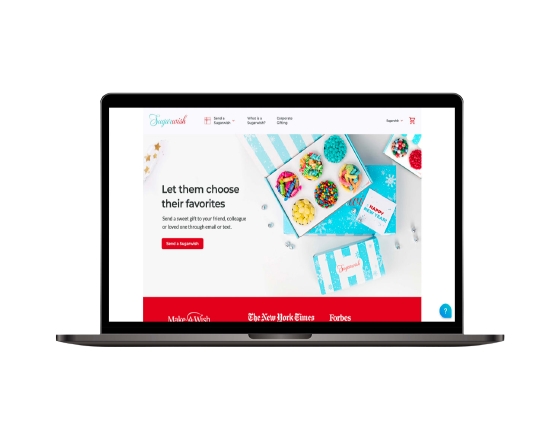 Sugarwish
Send a
Sugarwish
What is a
Sugarwish?
Corporate
Gifting
Sugarwish
Let them choose
their favorites
Send a sweet gift to your friend, colleague
or loved one through email or text.
Send a Sugarwish
HAPPY
NEW YEAR!
Sugarwish
Make A Wish
The New York Times
Forbes
?